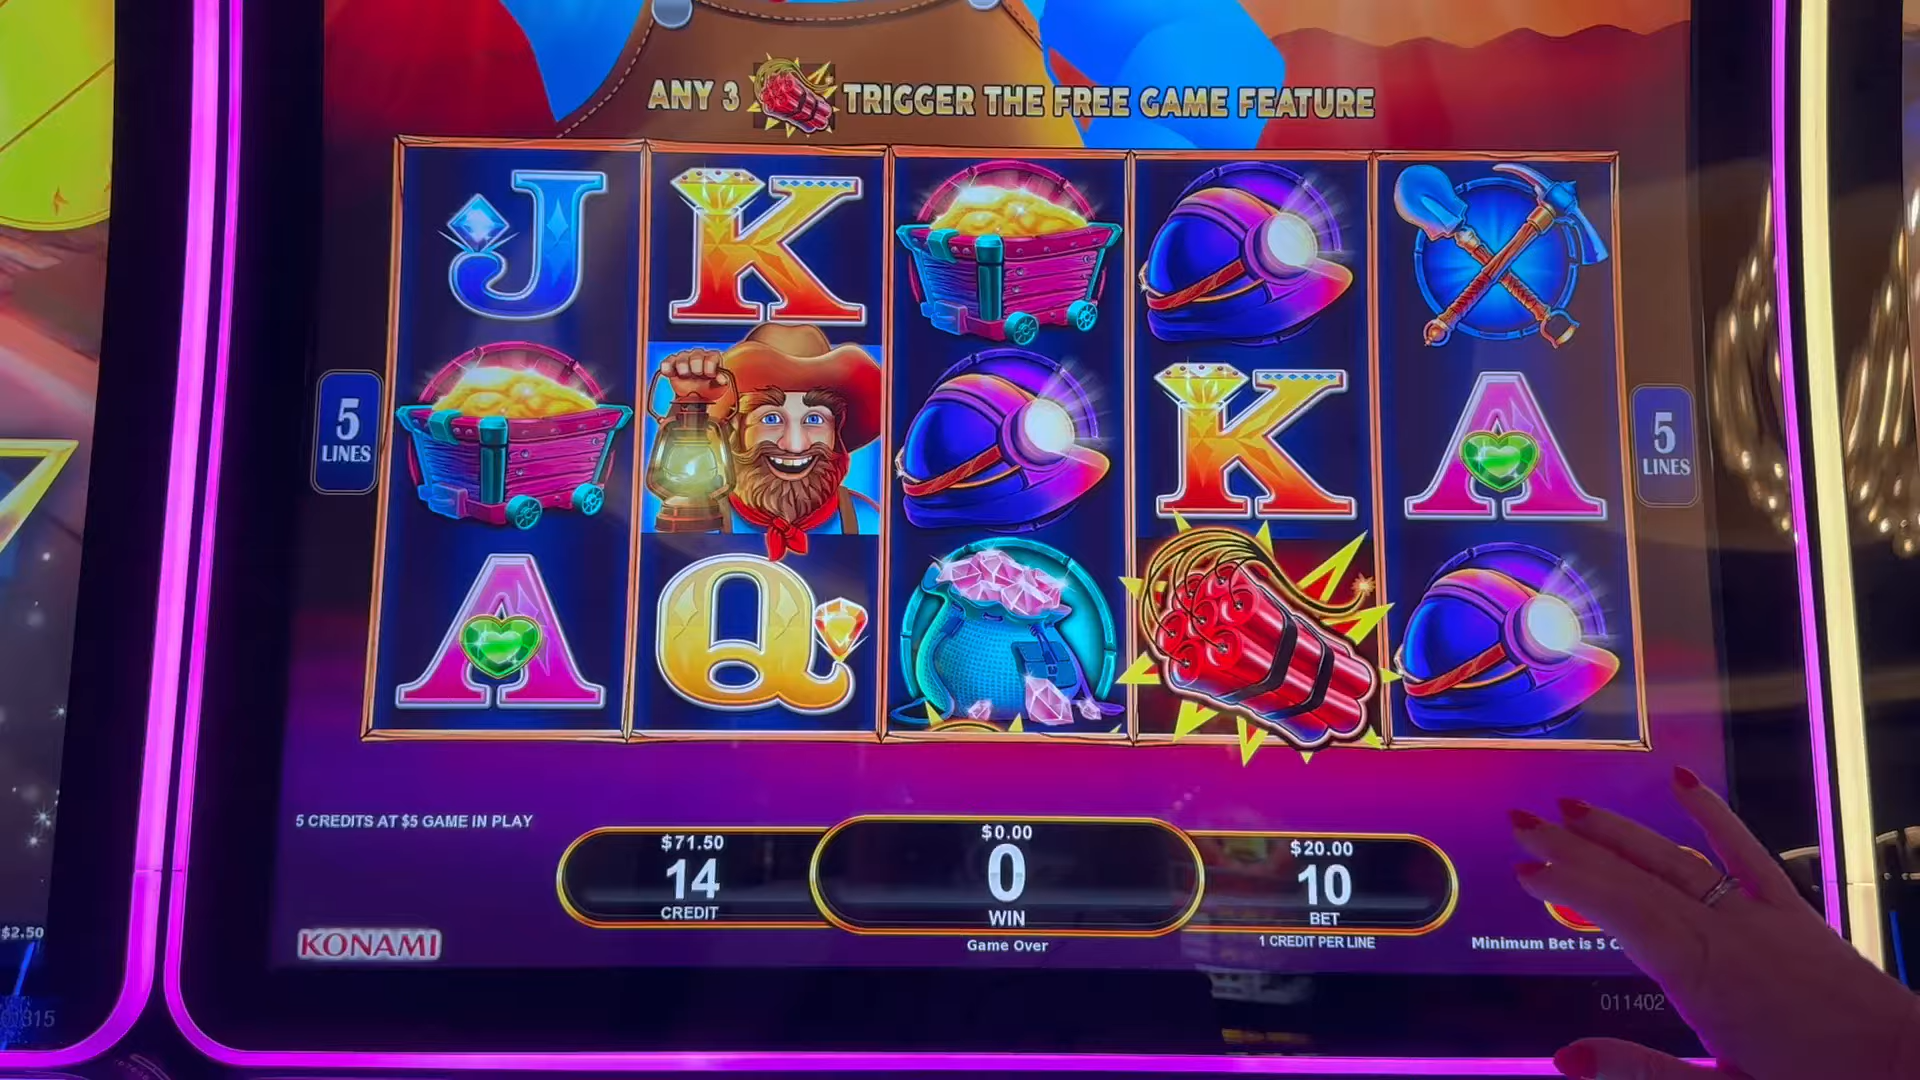 ANY 3 TRIGGER THE FREE GAME FEATURE
J K
K A
A Q
5 LINES
5 LINES
5 CREDITS AT $5 GAME IN PLAY
$71.50
14
CREDIT
$0.00
0
WIN
Game Over
$20.00
10
BET
1 CREDIT PER LINE
Minimum Bet is 5 C
KONAMI
011402
$2.50